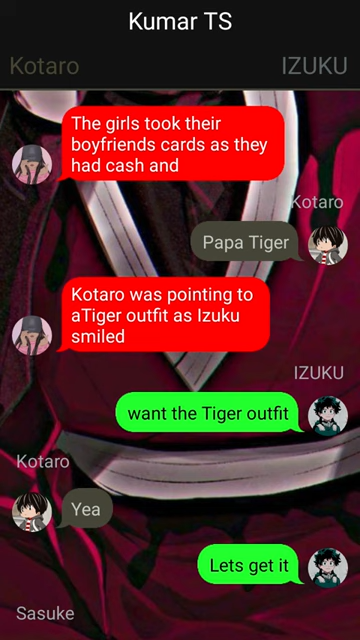 Kumar TS
Kotaro IZUKU
The girls took their
boyfriends cards as they
had cash and
Kotaro
Papa Tiger
Kotaro was pointing to
aTiger outfit as Izuku
smiled
IZUKU
want the Tiger outfit
Kotaro
Yea
Lets get it
Sasuke